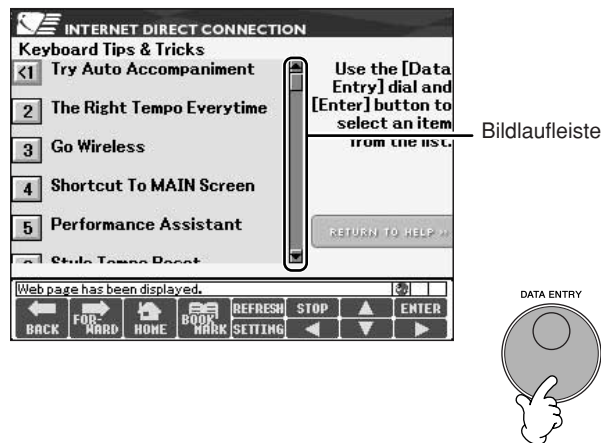 INTERNET DIRECT CONNECTION
Keyboard Tips & Tricks
<1 Try Auto Accompaniment
2 The Right Tempo Everytime
3 Go Wireless
4 Shortcut To MAIN Screen
5 Performance Assistant
Style Tempo Reset
Use the [Data
Entry] dial and
[Enter] button to
select an item
from the list.
RETURN TO HELP »
Bildlaufleiste
Web page has been displayed.
BACK
FOR-
WARD
HOME
BOOK
MARK
REFRESH
SETTING
STOP
ENTER
DATA ENTRY